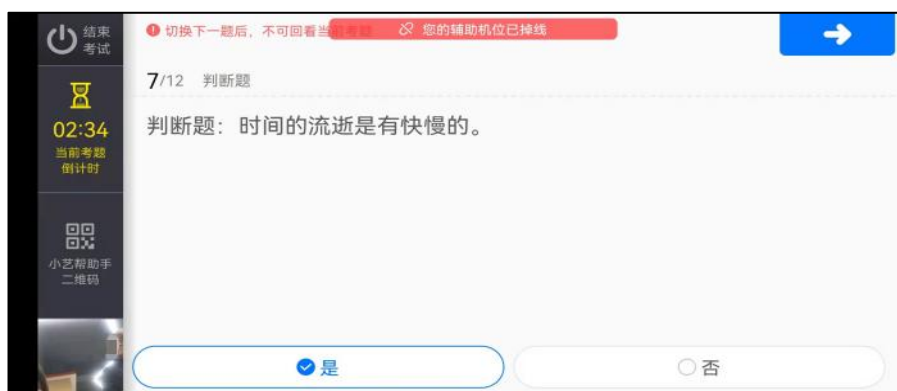 结束
考试
切换下一题后，不可回看当前考题
您的辅助机位已掉线
7/12 判断题
02:34
当前考题
倒计时
判断题：时间的流逝是有快慢的。
小艺帮助手
二维码
是
否